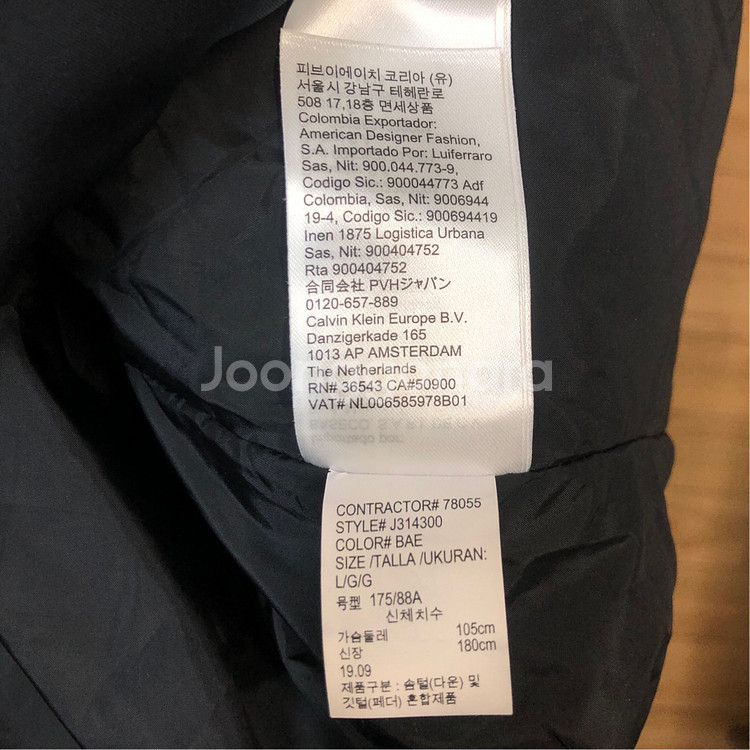 피브이에이치 코리아 (유)
서울시 강남구 테헤란로
508 17,18층 면세상품
Colombia Exportador:
American Designer Fashion,
S.A. Importado Por: Luiferraro
Sas, Nit: 900.044.773-9,
Codigo Sic.: 900044773 Adf
Colombia, Sas, Nit: 9006944
19-4, Codigo Sic.: 900694419
Inen 1875 Logistica Urbana
Sas, Nit: 900404752
Rta 900404752
合同会社 PVHジャパン
0120-657-889
Calvin Klein Europe B.V.
Danzigerkade 165
1013 AP AMSTERDAM
The Netherlands
RN# 36543 CA#50900
VAT# NL006585978B01
CONTRACTOR# 78055
STYLE# J314300
COLOR# BAE
SIZE /TALLA /UKURAN:
L/G/G
号型 175/88A
신체치수
가슴둘레 105cm
신장 180cm
19.09
제품구분 : 솜털(다운) 및
깃털(페더) 혼합제품